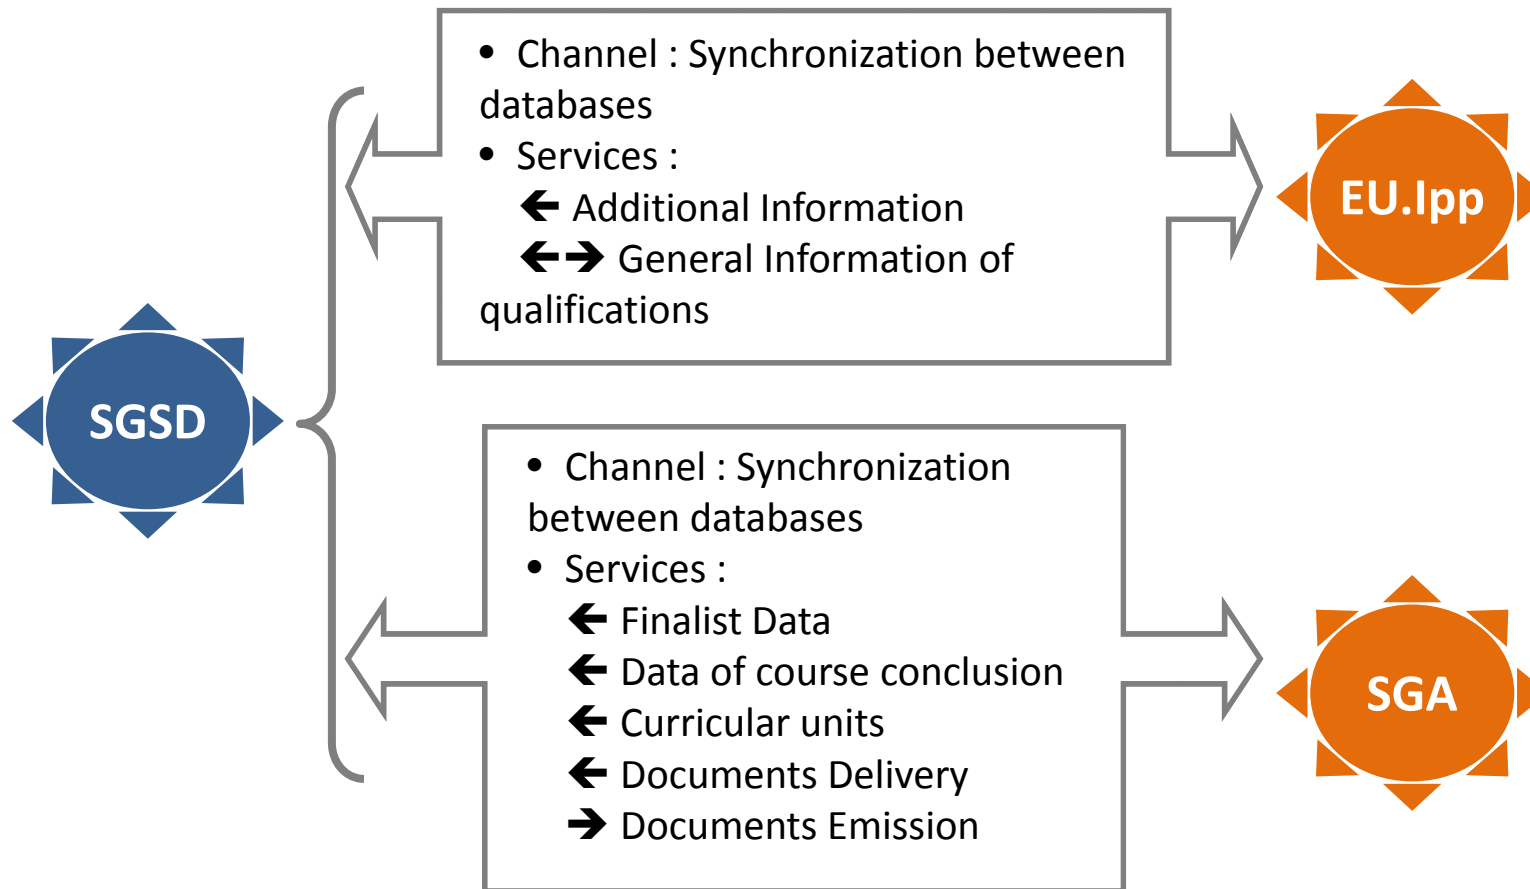 • Channel : Synchronization between
databases
• Services :
🡸 Additional Information
🡸🡺 General Information of
qualifications
EU.Ipp
SGSD
• Channel : Synchronization
between databases
• Services :
🡸 Finalist Data
🡸 Data of course conclusion
🡸 Curricular units
🡸 Documents Delivery
🡺 Documents Emission
SGA